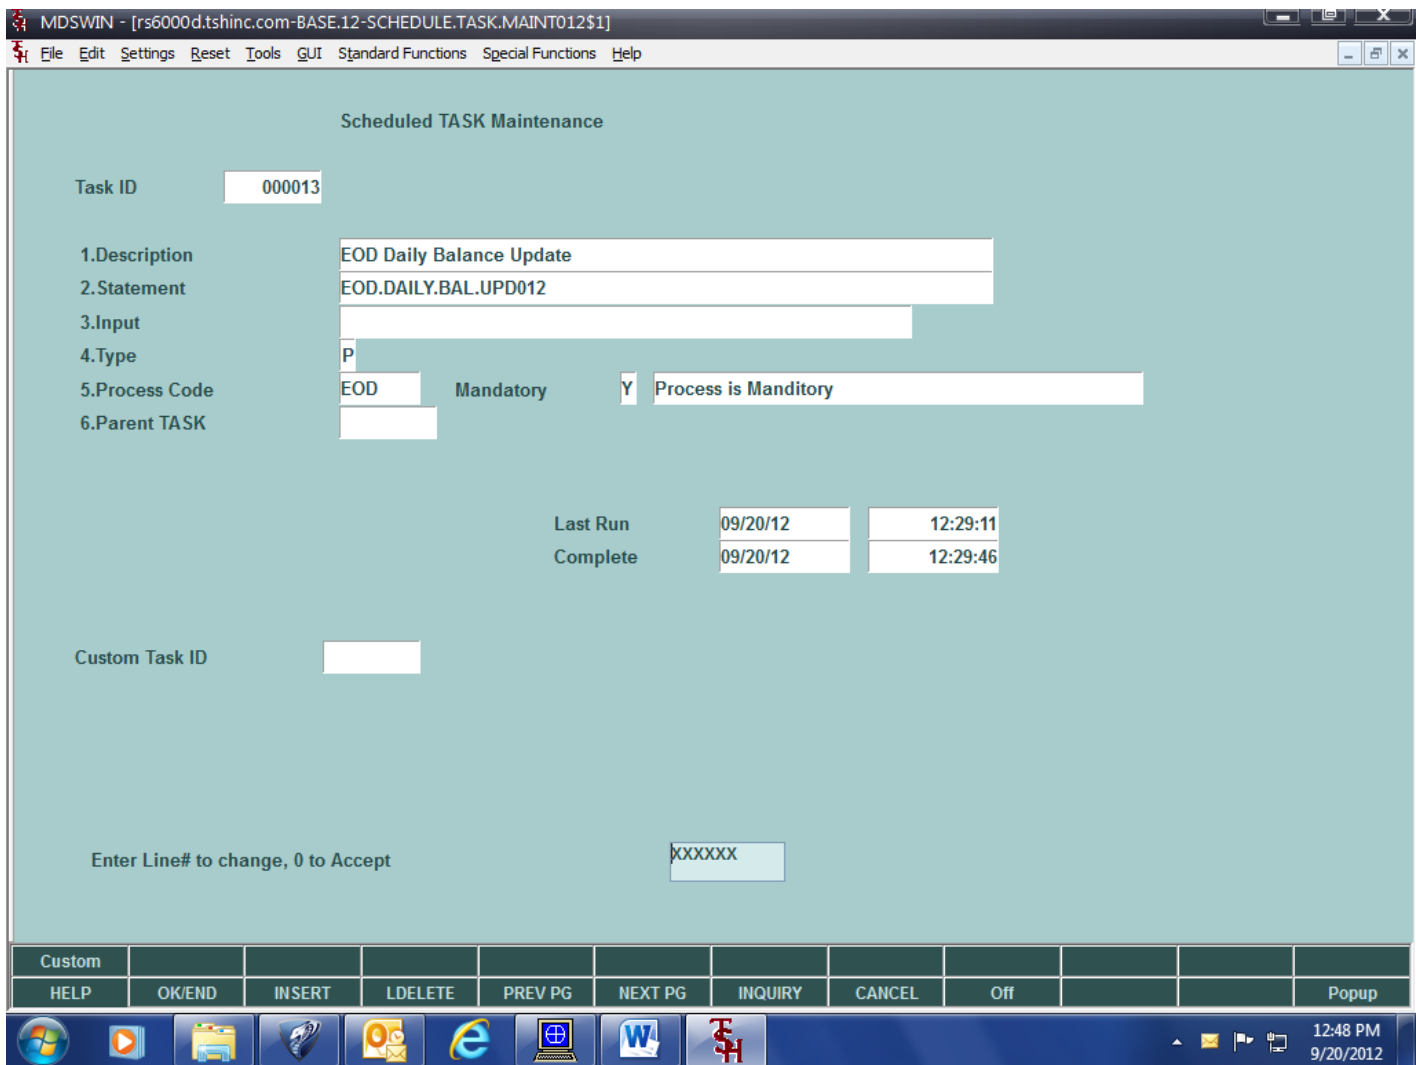 MDSWIN - [rs6000d.tshinc.com-BASE.12-SCHEDULE.TASK.MAINT012$1]
File Edit Settings Reset Tools GUI Standard Functions Special Functions Help
Scheduled TASK Maintenance
Task ID 000013
1.Description EOD Daily Balance Update
2.Statement EOD.DAILY.BAL.UPD012
3.Input
4.Type P
5.Process Code EOD Mandatory Y Process is Manditory
6.Parent TASK
Last Run 09/20/12 12:29:11
Complete 09/20/12 12:29:46
Custom Task ID
Enter Line# to change, 0 to Accept XXXXXX
Custom
HELP OK/END INSERT LDELETE PREV PG NEXT PG INQUIRY CANCEL Off Popup
12:48 PM
9/20/2012